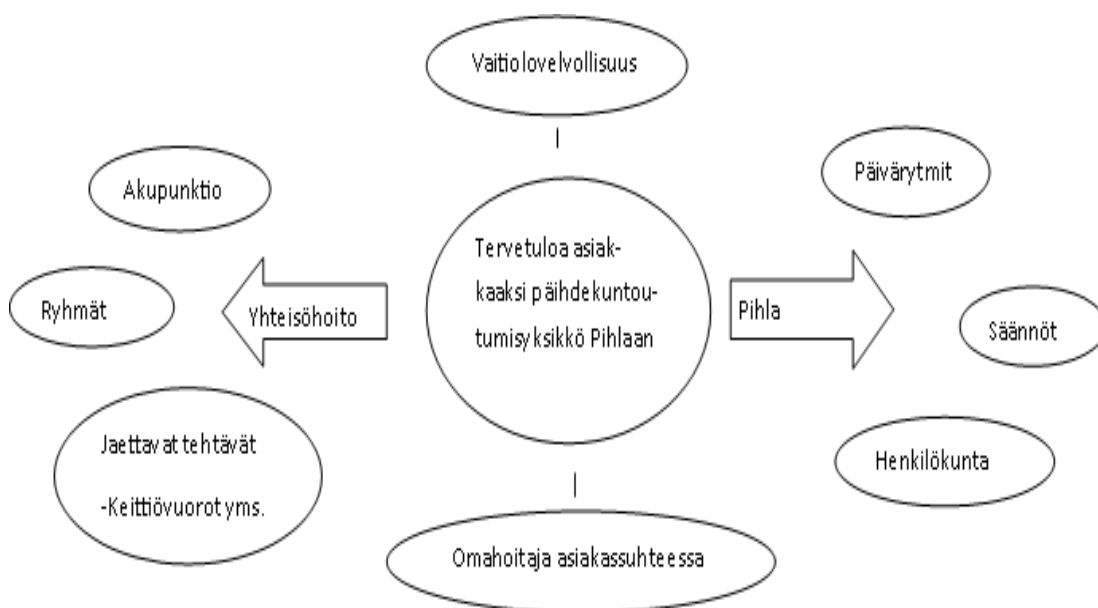 Vaitiolovelvollisuus
Akupunktio
Päivärytmit
Tervetuloa asiak-
kaaksi päihdekuntou-
tumisyksikkö Pihlaan
Ryhmät
Yhteisöhoito
Pihla
Säännöt
Jaettavat tehtävät
-Keittiövuorot yms.
Henkilökunta
Omahoitaja asiakassuhteessa